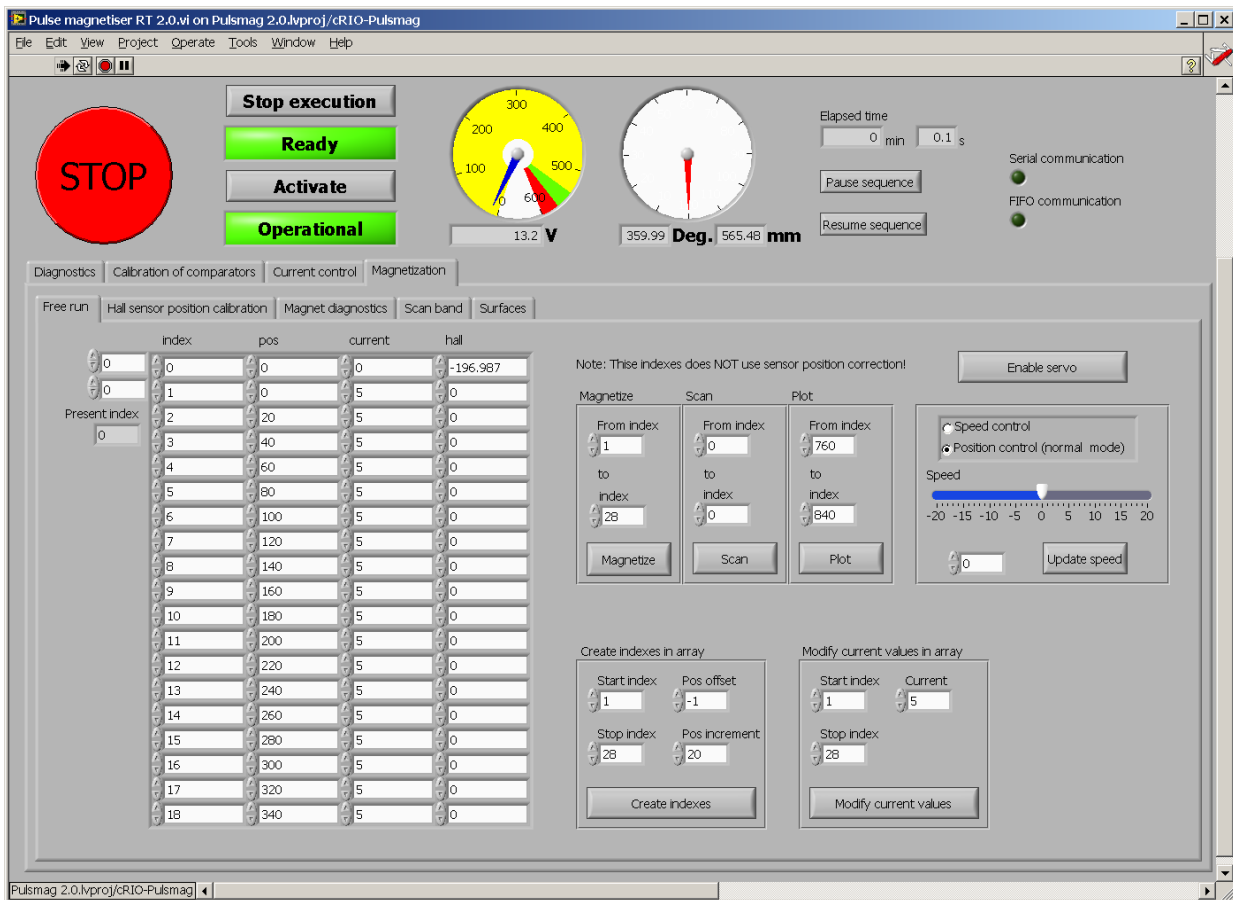 Pulse magnetiser RT 2.0.vi on Pulsmag 2.0.lvproj/cRIO-Pulsmag
File Edit View Project Operate Tools Window Help
STOP
Stop execution
Ready
Activate
Operational
0 100 200 300 400 500 600
13.2 V
359.99 Deg. 565.48 mm
Elapsed time
0 min 0.1 s
Pause sequence
Resume sequence
Serial communication
FIFO communication
Diagnostics Calibration of comparators Current control Magnetization
Free run Hall sensor position calibration Magnet diagnostics Scan band Surfaces
0
0
Present index
0
index pos current hall
0 0 0 -196.987
1 0 5 0
2 20 5 0
3 40 5 0
4 60 5 0
5 80 5 0
6 100 5 0
7 120 5 0
8 140 5 0
9 160 5 0
10 180 5 0
11 200 5 0
12 220 5 0
13 240 5 0
14 260 5 0
15 280 5 0
16 300 5 0
17 320 5 0
18 340 5 0
Note: Thise indexes does NOT use sensor position correction!
Enable servo
Magnetize Scan Plot
From index From index From index
1 0 760
to to to
index index index
28 0 840
Magnetize Scan Plot
Speed control
Position control (normal mode)
Speed
-20 -15 -10 -5 0 5 10 15 20
0 Update speed
Create indexes in array
Start index Pos offset
1 -1
Stop index Pos increment
28 20
Create indexes
Modify current values in array
Start index Current
1 5
Stop index
28
Modify current values
Pulsmag 2.0.lvproj/cRIO-Pulsmag